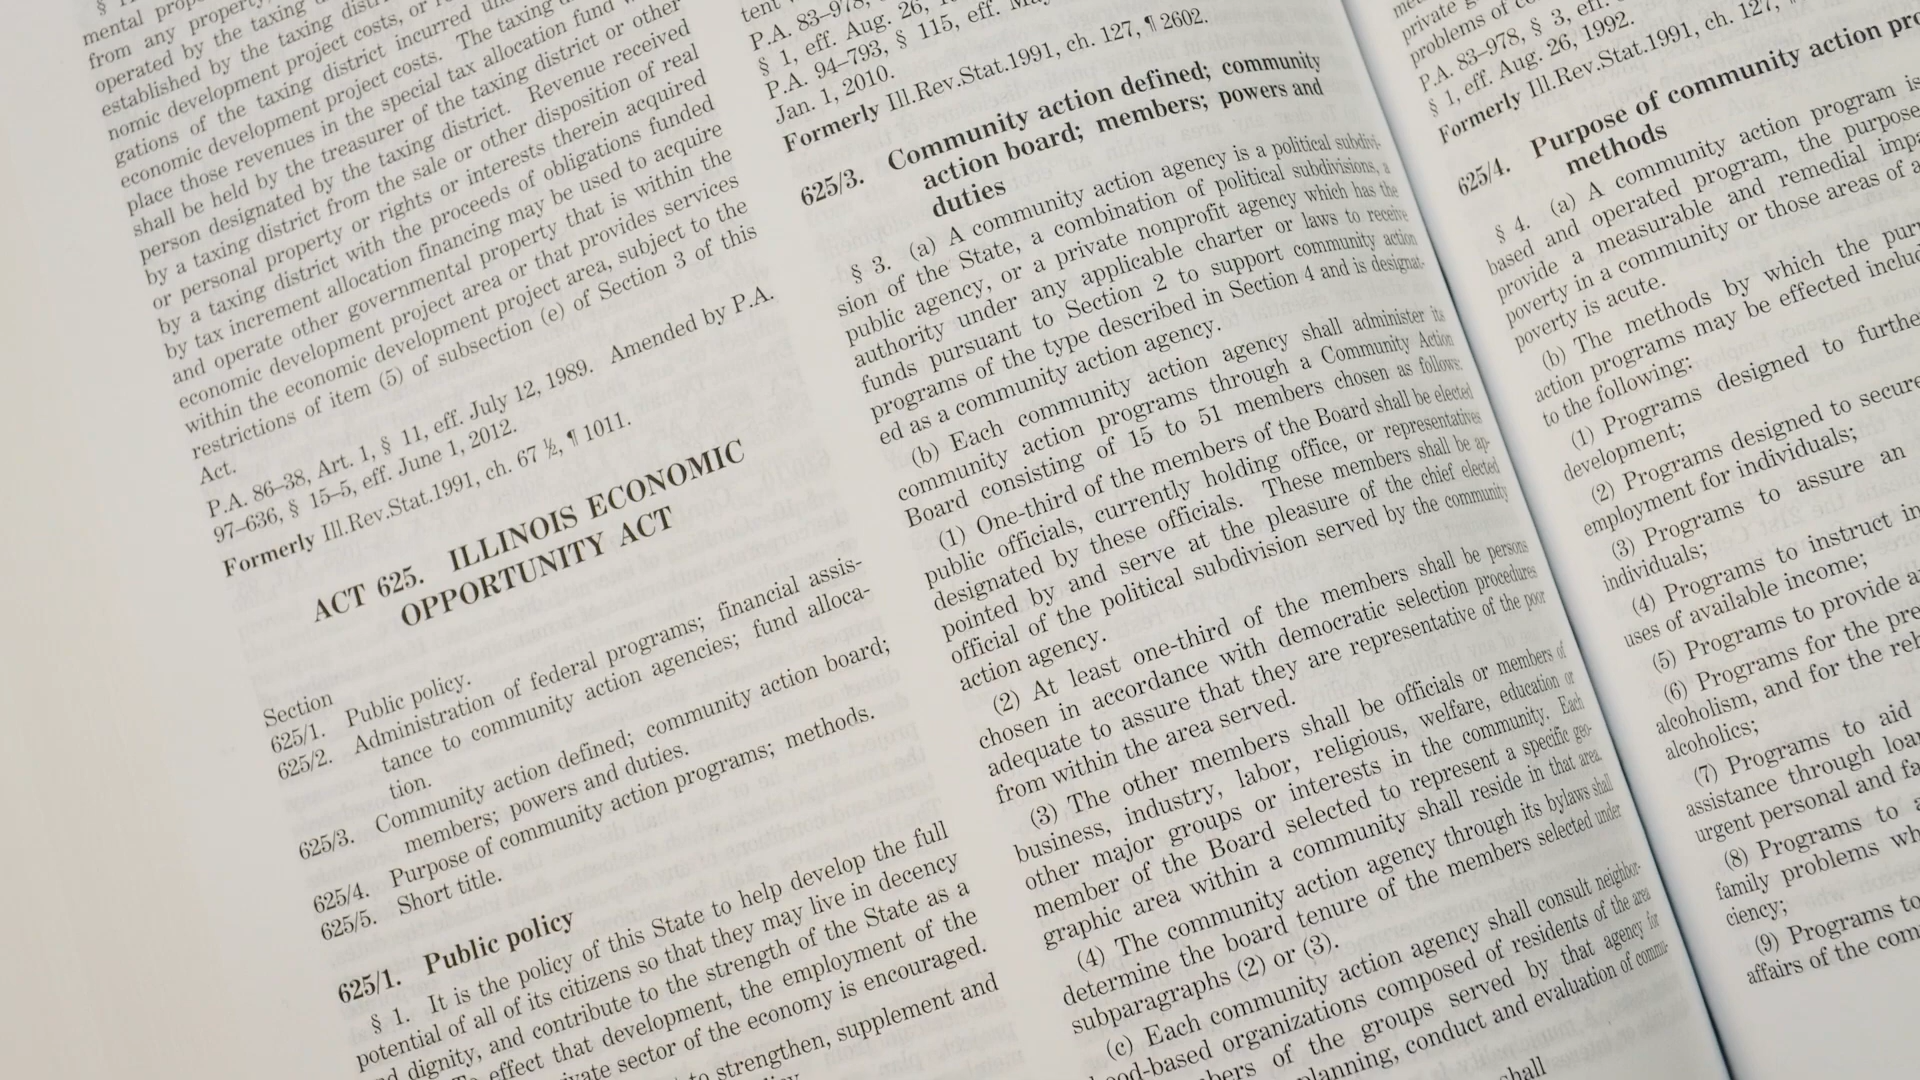 mental
from any property
operated by the taxing
established by the taxing
nomic development project costs, or
gations of the taxing district incurred
economic development project costs. The taxing
place those revenues in the special tax allocation fund
shall be held by the treasurer of the taxing district or other
person designated by the taxing district. Revenue received
by a taxing district from the sale or other disposition of real
or personal property or rights or interests therein acquired
by a taxing district with the proceeds of obligations funded
by tax increment allocation financing may be used to acquire
and operate other governmental property that is within the
economic development project area or that provides services
within the economic development project area, subject to the
restrictions of item (5) of subsection (e) of Section 3 of this
Act.
P.A. 86–38, Art. 1, § 11, eff. July 12, 1989. Amended by P.A.
97–636, § 15–5, eff. June 1, 2012.
Formerly Ill.Rev.Stat.1991, ch. 67 ½, ¶ 1011.
ACT 625. ILLINOIS ECONOMIC
OPPORTUNITY ACT
Section
625/1. Public policy.
625/2. Administration of federal programs; financial assis-
tance to community action agencies; fund alloca-
tion.
625/3. Community action defined; community action board;
members; powers and duties.
625/4. Purpose of community action programs; methods.
625/5. Short title.
625/1. Public policy
§ 1. It is the policy of this State to help develop the full
potential of all of its citizens so that they may live in decency
and dignity, and contribute to the strength of the State as a
effect that development, the employment of the
sector of the economy is encouraged.
to strengthen, supplement and
P.A. 83–978,
§ 1, eff. Aug. 26,
P.A. 94–793, § 115, eff.
Jan. 1, 2010.
Formerly Ill.Rev.Stat.1991, ch. 127, ¶ 2602.
625/3. Community action defined; community
action board; members; powers and
duties
§ 3. (a) A community action agency is a political subdivi-
sion of the State, a combination of political subdivisions, a
public agency, or a private nonprofit agency which has the
authority under any applicable charter or laws to receive
funds pursuant to Section 2 to support community action
programs of the type described in Section 4 and is designat-
ed as a community action agency.
(b) Each community action agency shall administer its
community action programs through a Community Action
Board consisting of 15 to 51 members chosen as follows:
(1) One-third of the members of the Board shall be elected
public officials, currently holding office, or representatives
designated by these officials. These members shall be ap-
pointed by and serve at the pleasure of the chief elected
official of the political subdivision served by the community
action agency.
(2) At least one-third of the members shall be persons
chosen in accordance with democratic selection procedures
adequate to assure that they are representative of the poor
from within the area served.
(3) The other members shall be officials or members of
business, industry, labor, religious, welfare, education or
other major groups or interests in the community. Each
member of the Board selected to represent a specific geo-
graphic area within a community shall reside in that area.
(4) The community action agency through its bylaws shall
determine the board tenure of the members selected under
subparagraphs (2) or (3).
(c) Each community action agency shall consult neighbor-
hood-based organizations composed of residents of the area
of the groups served by that agency for
planning, conduct and evaluation of commu-
shall
private
problems of
P.A. 83–978, § 3, eff.
§ 1, eff. Aug. 26, 1992.
Formerly Ill.Rev.Stat.1991, ch. 127,
625/4. Purpose of community action
methods
§ 4. (a) A community action program is
based and operated program, the purpose
provide a measurable and remedial
poverty in a community or those areas of a
poverty is acute.
(b) The methods by which the
action programs may be effected
to the following:
(1) Programs designed to
development;
(2) Programs designed to secure
employment for individuals;
(3) Programs to assure an
individuals;
(4) Programs to instruct
uses of available income;
(5) Programs to provide
(6) Programs for the
alcoholism, and for the
alcoholics;
(7) Programs to aid
assistance through
urgent personal and
(8) Programs to
family problems
ciency;
(9) Programs to
affairs of the